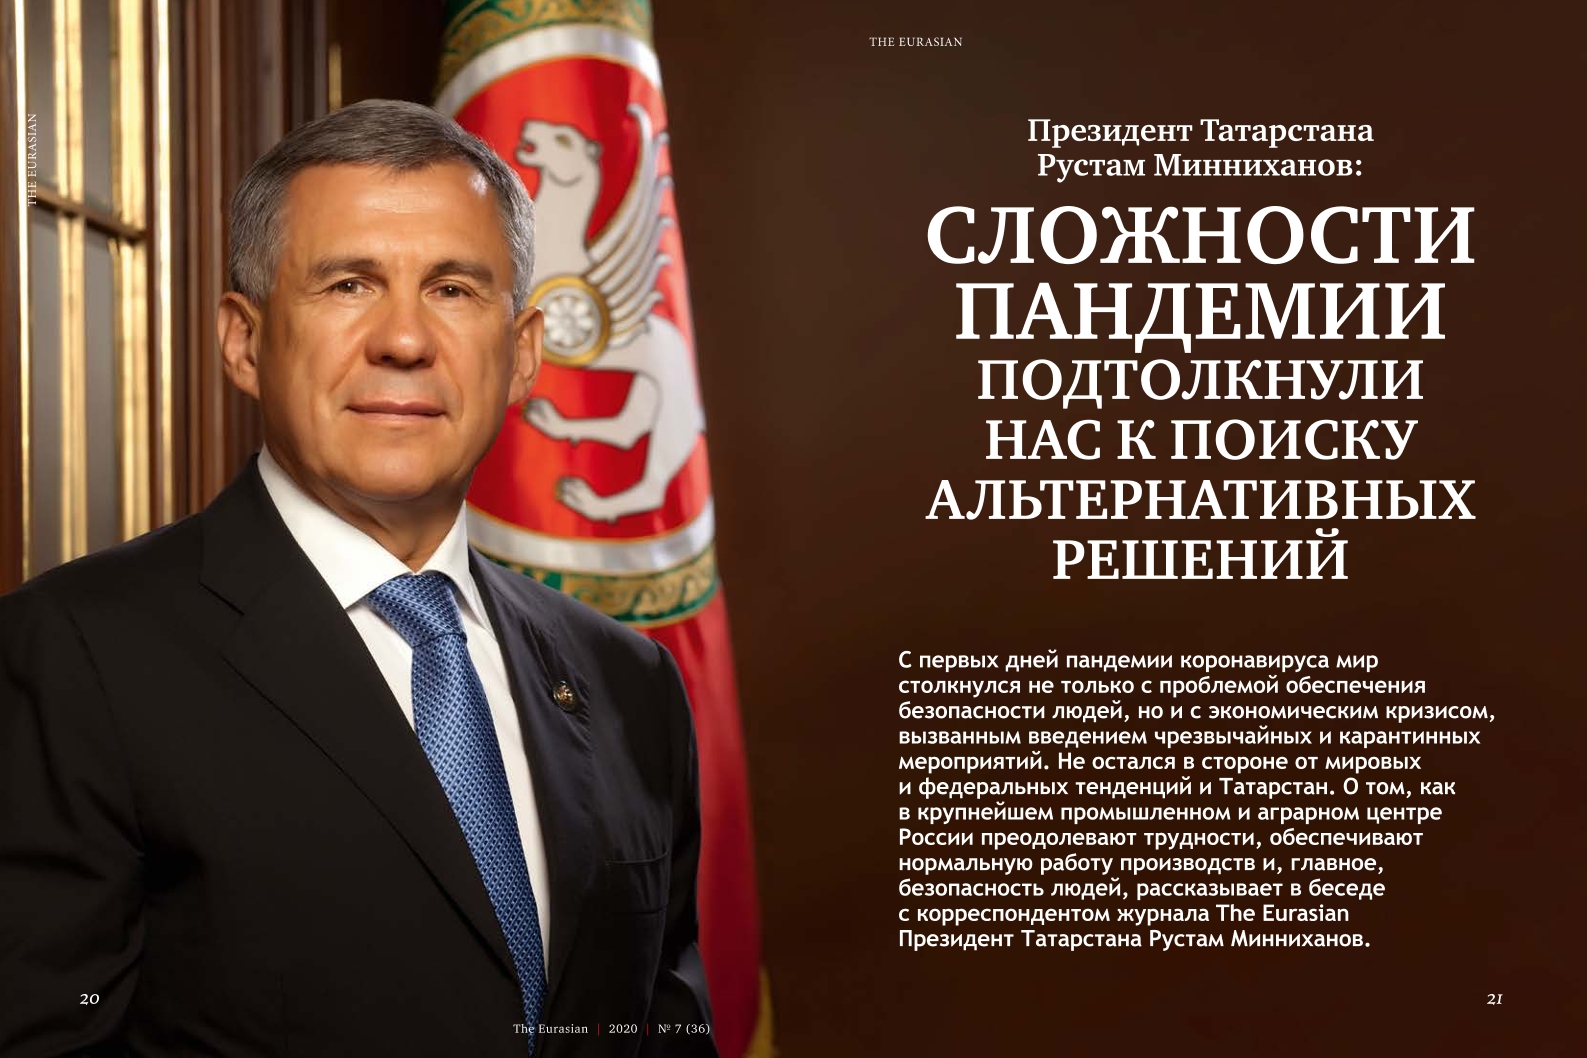 THE EURASIAN
THE EURASIAN
Президент Татарстана
Рустам Минниханов:
СЛОЖНОСТИ
ПАНДЕМИИ
ПОДТОЛКНУЛИ
НАС К ПОИСКУ
АЛЬТЕРНАТИВНЫХ
РЕШЕНИЙ
С первых дней пандемии коронавируса мир
столкнулся не только с проблемой обеспечения
безопасности людей, но и с экономическим кризисом,
вызванным введением чрезвычайных и карантинных
мероприятий. Не остался в стороне от мировых
и федеральных тенденций и Татарстан. О том, как
в крупнейшем промышленном и аграрном центре
России преодолевают трудности, обеспечивают
нормальную работу производств и, главное,
безопасность людей, рассказывает в беседе
с корреспондентом журнала The Eurasian
Президент Татарстана Рустам Минниханов.
20
21
The Eurasian | 2020 | № 7 (36)